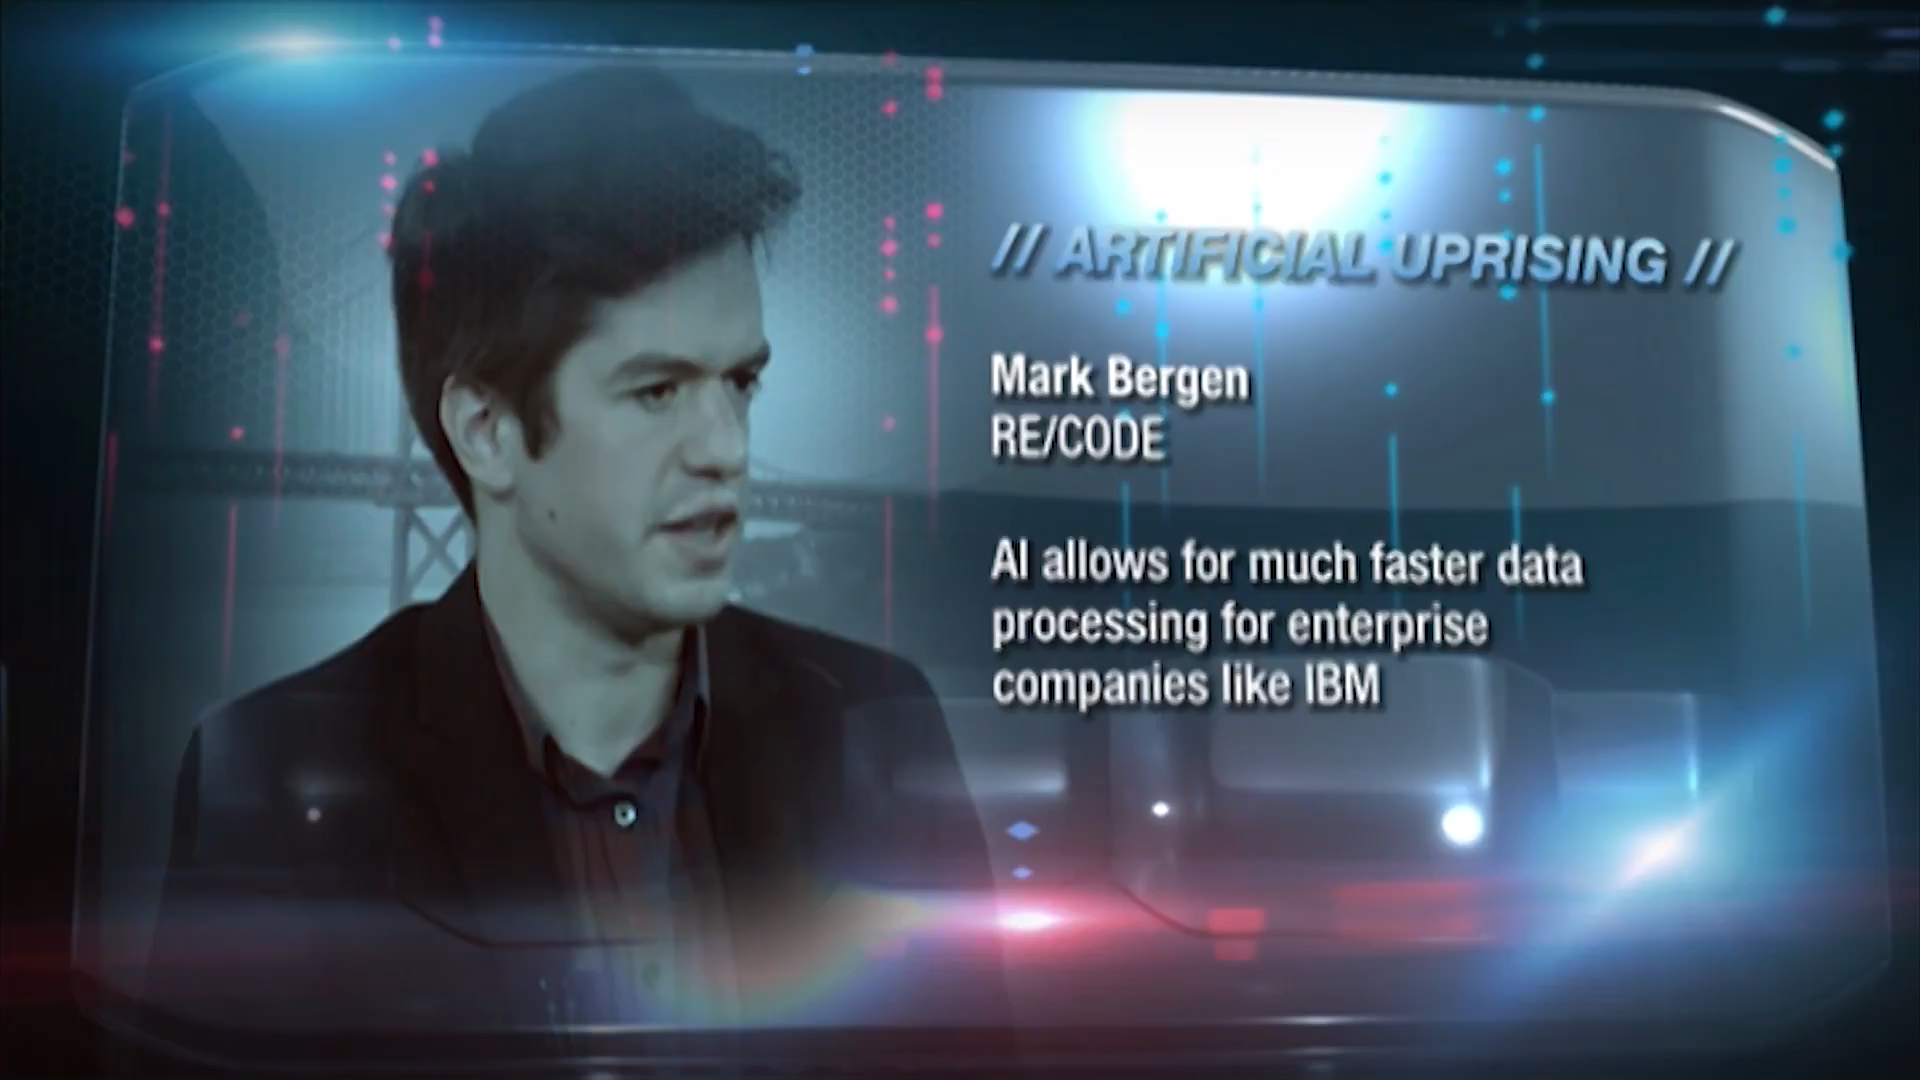 // ARTIFICIAL UPRISING //
Mark Bergen
RE/CODE
AI allows for much faster data
processing for enterprise
companies like IBM